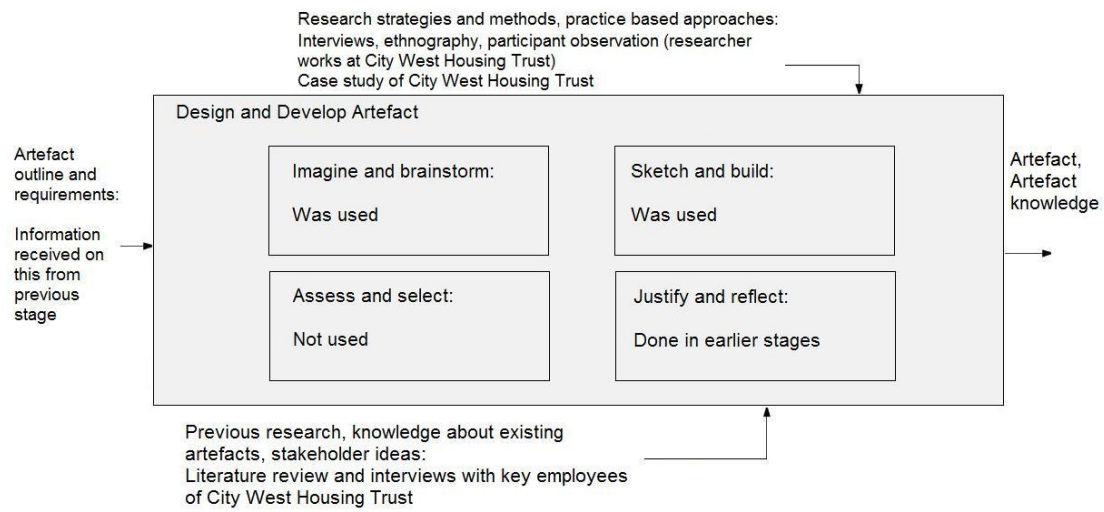 Research strategies and methods, practice based approaches:
Interviews, ethnography, participant observation (researcher
works at City West Housing Trust)
Case study of City West Housing Trust
Design and Develop Artefact
Artefact
outline and
requirements:
Information
received on
this from
previous
stage
Imagine and brainstorm:
Was used
Sketch and build:
Was used
Assess and select:
Not used
Justify and reflect:
Done in earlier stages
Artefact,
Artefact
knowledge
Previous research, knowledge about existing
artefacts, stakeholder ideas:
Literature review and interviews with key employees
of City West Housing Trust